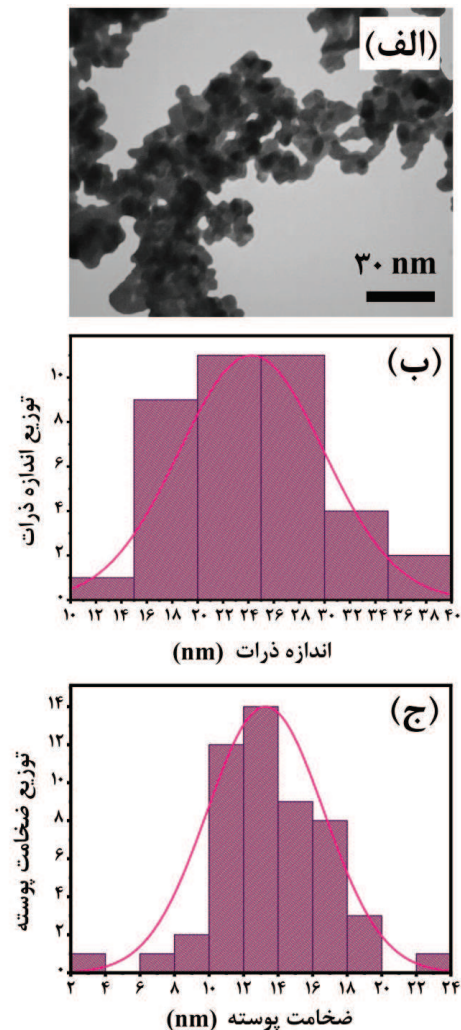 (الف)
۳۰ nm
(ب)
توزیع اندازه ذرات
۱۰
۸
۶
۴
۲
۰
۱۰ ۱۲ ۱۴ ۱۶ ۱۸ ۲۰ ۲۲ ۲۴ ۲۶ ۲۸ ۳۰ ۳۲ ۳۴ ۳۶ ۳۸ ۴۰
اندازه ذرات (nm)
(ج)
توزیع ضخامت پوسته
۱۴
۱۲
۱۰
۸
۶
۴
۲
۰
۲ ۴ ۶ ۸ ۱۰ ۱۲ ۱۴ ۱۶ ۱۸ ۲۰ ۲۲ ۲۴
ضخامت پوسته (nm)